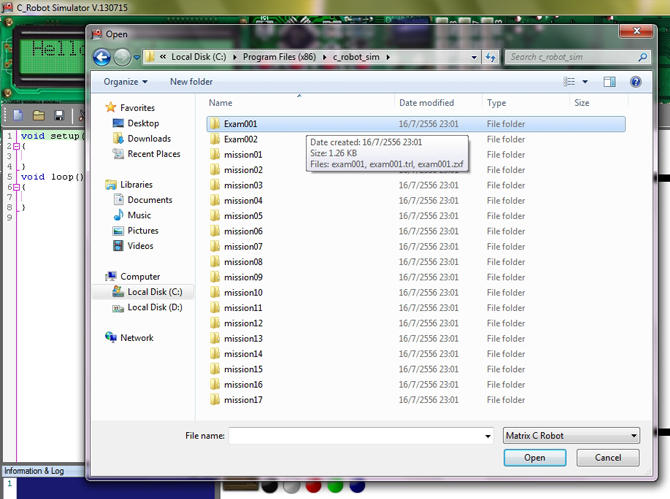 C_Robot Simulator V.130715
Hello
Open
« Local Disk (C:) ▸ Program Files (x86) ▸ c_robot_sim ▸
Search c_robot_sim
Organize ▾ New folder
Favorites
Desktop
Downloads
Recent Places
Libraries
Documents
Music
Pictures
Videos
Computer
Local Disk (C:)
Local Disk (D:)
Network
Name Date modified Type Size
Exam001 16/7/2556 23:01 File folder
Exam002 File folder
mission01 File folder
mission02 File folder
mission03 16/7/2556 23:01 File folder
mission04 16/7/2556 23:01 File folder
mission05 16/7/2556 23:01 File folder
mission06 16/7/2556 23:01 File folder
mission07 16/7/2556 23:01 File folder
mission08 16/7/2556 23:01 File folder
mission09 16/7/2556 23:01 File folder
mission10 16/7/2556 23:01 File folder
mission11 16/7/2556 23:01 File folder
mission12 16/7/2556 23:01 File folder
mission13 16/7/2556 23:01 File folder
mission14 16/7/2556 23:01 File folder
mission15 16/7/2556 23:01 File folder
mission16 16/7/2556 23:01 File folder
mission17 16/7/2556 23:01 File folder
Date created: 16/7/2556 23:01
Size: 1.26 KB
Files: exam001, exam001.trl, exam001.zxf
File name:
Matrix C Robot
Open Cancel
1 void setup(
2 {
3
4 }
5 void loop()
6 {
7
8 }
9
Information & Log
1